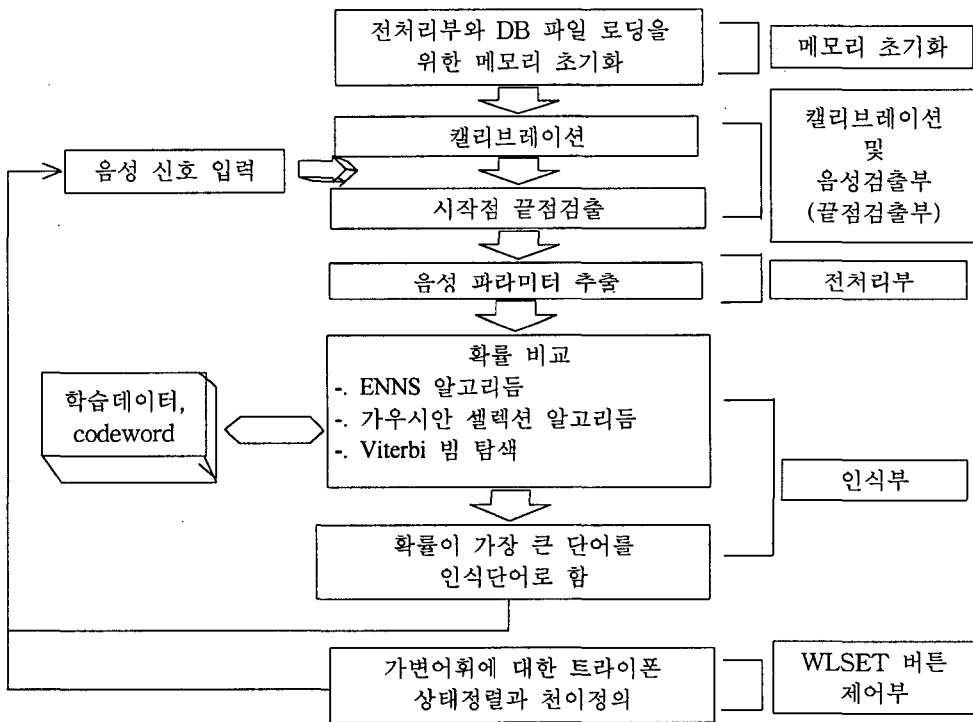 전처리부와 DB 파일 로딩을
위한 메모리 초기화
메모리 초기화
캘리브레이션
음성 신호 입력
시작점 끝점검출
캘리브레이션
및
음성검출부
(끝점검출부)
음성 파라미터 추출
전처리부
확률 비교
-. ENNS 알고리듬
-. 가우시안 셀렉션 알고리듬
-. Viterbi 빔 탐색
학습데이터,
codeword
인식부
확률이 가장 큰 단어를
인식단어로 함
가변어휘에 대한 트라이폰
상태정렬과 천이정의
WLSET 버튼
제어부